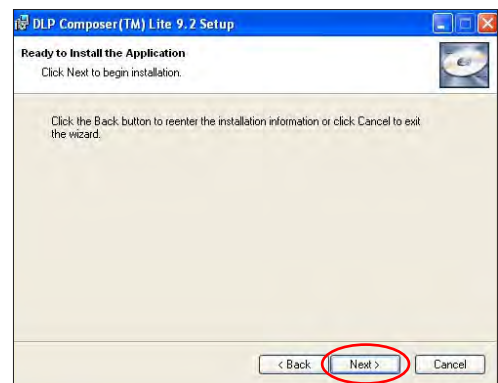 DLP Composer(TM) Lite 9.2 Setup
Ready to Install the Application
Click Next to begin installation.
Click the Back button to reenter the installation information or click Cancel to exit
the wizard.
< Back Next > Cancel